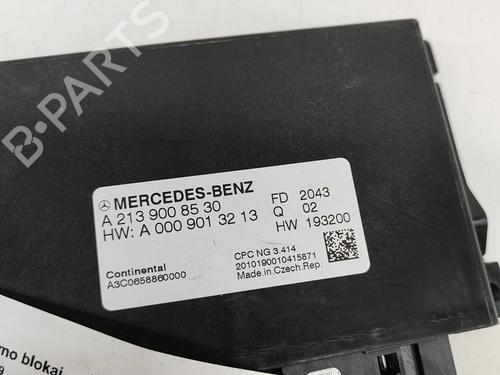 B-PARTS
MERCEDES-BENZ
A 213 900 85 30
HW: A 000 901 32 13
FD 2043
Q 02
HW 193200
Continental
A3C0658860000
CPC NG 3.414
2010190010415871
Made in Czech.Rep.
mo blokai